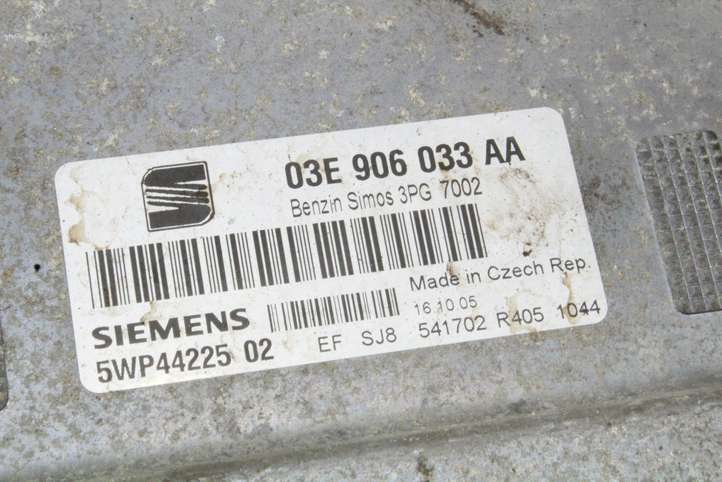 03E 906 033 AA
Benzin Simos 3PG 7002
Made in Czech Rep.
SIEMENS
16.10.05
5WP44225 02
EF SJ8 541702 R405 1044